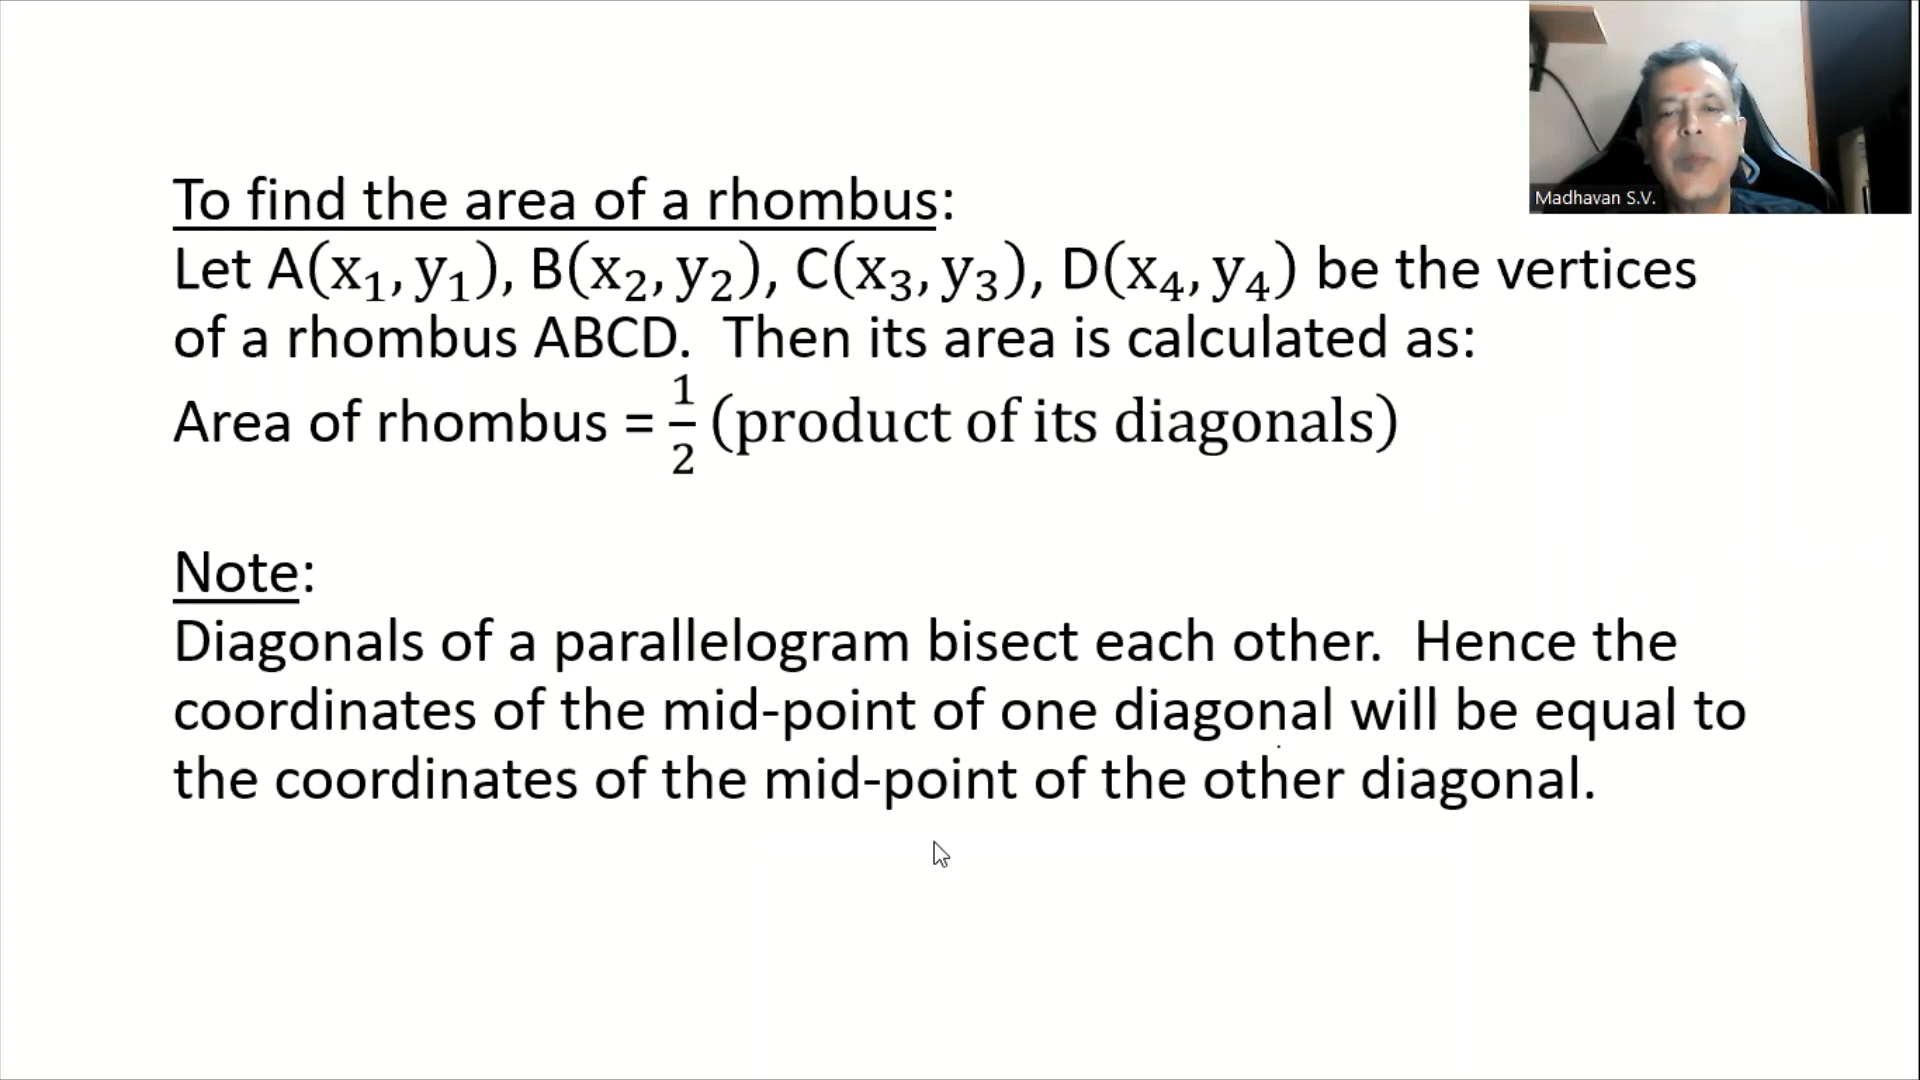 To find the area of a rhombus:
Let A(x₁, y₁), B(x₂, y₂), C(x₃, y₃), D(x₄, y₄) be the vertices
of a rhombus ABCD. Then its area is calculated as:
Area of rhombus = 1/2 (product of its diagonals)
Note:
Diagonals of a parallelogram bisect each other. Hence the
coordinates of the mid-point of one diagonal will be equal to
the coordinates of the mid-point of the other diagonal.
Madhavan S.V.